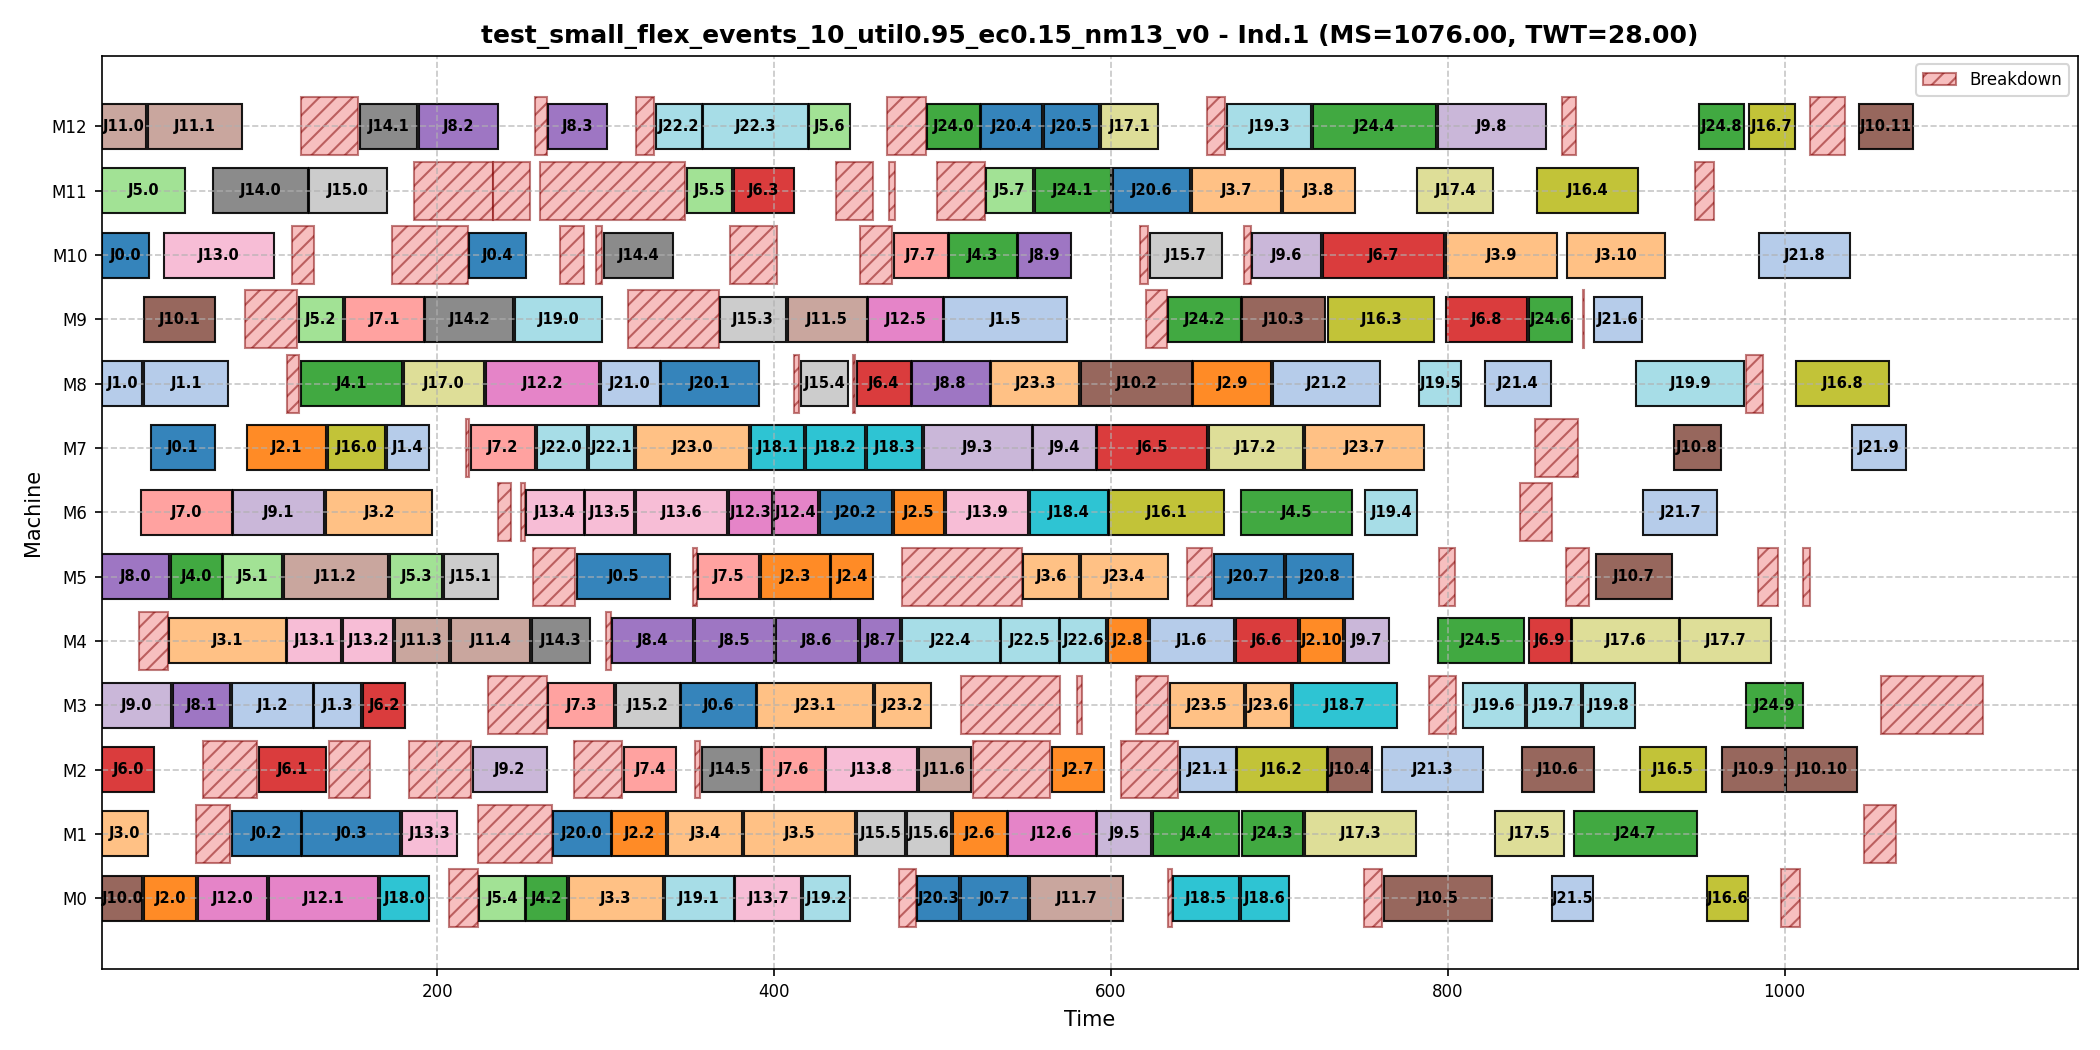 test_small_flex_events_10_util0.95_ec0.15_nm13_v0 - Ind.1 (MS=1076.00, TWT=28.00)
Breakdown
M12 J11.0 J11.1 J14.1 J8.2 J8.3 J22.2 J22.3 J5.6 J24.0 J20.4 J20.5 J17.1 J19.3 J24.4 J9.8 J24.8 J16.7 J10.11
M11 J5.0 J14.0 J15.0 J5.5 J6.3 J5.7 J24.1 J20.6 J3.7 J3.8 J17.4 J16.4
M10 J0.0 J13.0 J0.4 J14.4 J7.7 J4.3 J8.9 J15.7 J9.6 J6.7 J3.9 J3.10 J21.8
M9 J10.1 J5.2 J7.1 J14.2 J19.0 J15.3 J11.5 J12.5 J1.5 J24.2 J10.3 J16.3 J6.8 J24.6 J21.6
M8 J1.0 J1.1 J4.1 J17.0 J12.2 J21.0 J20.1 J15.4 J6.4 J8.8 J23.3 J10.2 J2.9 J21.2 J19.5 J21.4 J19.9 J16.8
M7 J0.1 J2.1 J16.0 J1.4 J7.2 J22.0 J22.1 J23.0 J18.1 J18.2 J18.3 J9.3 J9.4 J6.5 J17.2 J23.7 J10.8 J21.9
M6 J7.0 J9.1 J3.2 J13.4 J13.5 J13.6 J12.3 J12.4 J20.2 J2.5 J13.9 J18.4 J16.1 J4.5 J19.4 J21.7
M5 J8.0 J4.0 J5.1 J11.2 J5.3 J15.1 J0.5 J7.5 J2.3 J2.4 J3.6 J23.4 J20.7 J20.8 J10.7
M4 J3.1 J13.1 J13.2 J11.3 J11.4 J14.3 J8.4 J8.5 J8.6 J8.7 J22.4 J22.5 J22.6 J2.8 J1.6 J6.6 J2.10 J9.7 J24.5 J6.9 J17.6 J17.7
M3 J9.0 J8.1 J1.2 J1.3 J6.2 J7.3 J15.2 J0.6 J23.1 J23.2 J23.5 J23.6 J18.7 J19.6 J19.7 J19.8 J24.9
M2 J6.0 J6.1 J9.2 J7.4 J14.5 J7.6 J13.8 J11.6 J2.7 J21.1 J16.2 J10.4 J21.3 J10.6 J16.5 J10.9 J10.10
M1 J3.0 J0.2 J0.3 J13.3 J20.0 J2.2 J3.4 J3.5 J15.5 J15.6 J2.6 J12.6 J9.5 J4.4 J24.3 J17.3 J17.5 J24.7
M0 J10.0 J2.0 J12.0 J12.1 J18.0 J5.4 J4.2 J3.3 J19.1 J13.7 J19.2 J20.3 J0.7 J11.7 J18.5 J18.6 J10.5 J21.5 J16.6
Machine
200 400 600 800 1000
Time